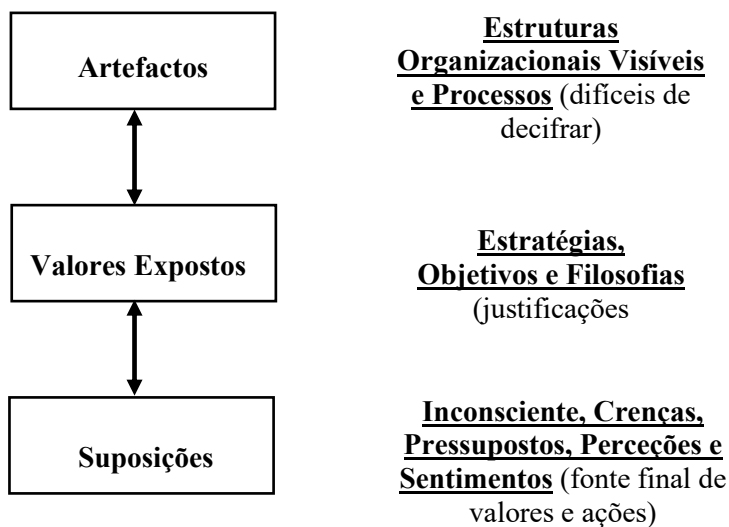 Artefactos
Estruturas
Organizacionais Visíveis
e Processos (difíceis de
decifrar)
Valores Expostos
Estratégias,
Objetivos e Filosofias
(justificações
Suposições
Inconsciente, Crenças,
Pressupostos, Perceções e
Sentimentos (fonte final de
valores e ações)